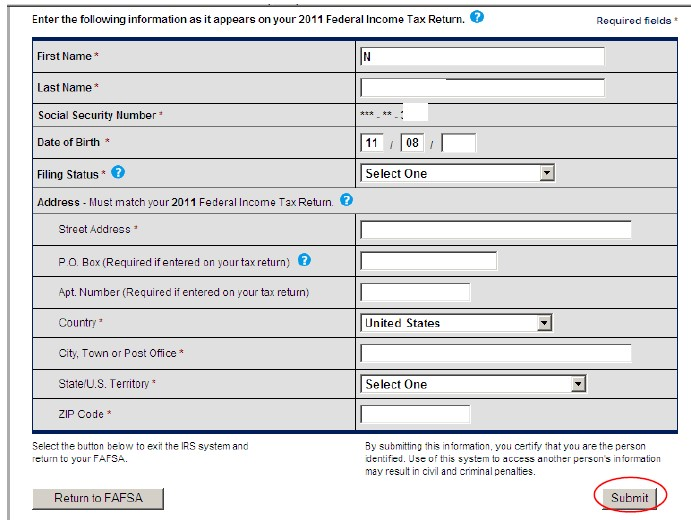 Enter the following information as it appears on your 2011 Federal Income Tax Return. ?
Required fields *
First Name * N
Last Name *
Social Security Number * *** - ** -
Date of Birth * 11 / 08 /
Filing Status * ? Select One
Address - Must match your 2011 Federal Income Tax Return. ?
Street Address *
P.O. Box (Required if entered on your tax return) ?
Apt. Number (Required if entered on your tax return)
Country * United States
City, Town or Post Office *
State/U.S. Territory * Select One
ZIP Code *
Select the button below to exit the IRS system and
return to your FAFSA.
By submitting this information, you certify that you are the person
identified. Use of this system to access another person's information
may result in civil and criminal penalties.
Return to FAFSA
Submit